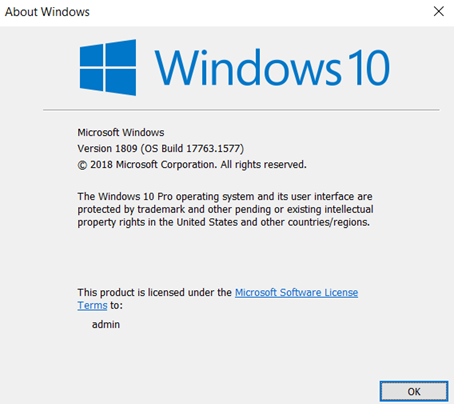 About Windows
Windows 10
Microsoft Windows
Version 1809 (OS Build 17763.1577)
© 2018 Microsoft Corporation. All rights reserved.
The Windows 10 Pro operating system and its user interface are
protected by trademark and other pending or existing intellectual
property rights in the United States and other countries/regions.
This product is licensed under the Microsoft Software License
Terms to:
admin
OK